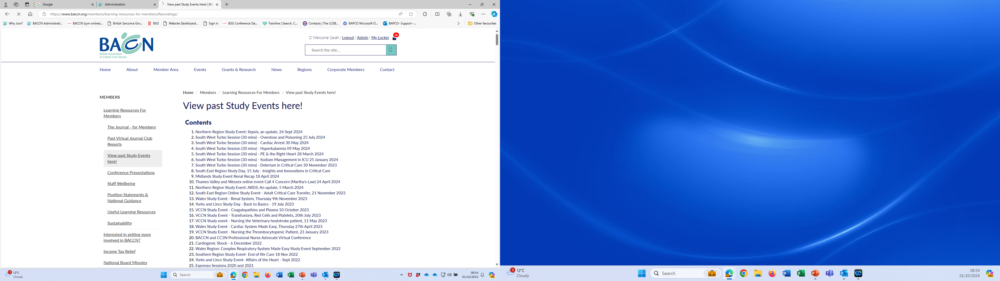 Google
Administration
View past Study Events here! | BA
https://www.baccn.org/members/learning-resources-for-members/Recordings/
Why Join?
BACCN Administrati...
BACCN (sym online)...
British Sarcoma Gro...
BSG
Website Dashboard...
Sign in
BSG Conference Da...
Trainline | Search, C...
Contacts | The LCGB...
BAPCO Microsoft O...
BAPCO- Support -...
Other favourites
BACCN
British Association
of Critical Care Nurses
Welcome Sarah | Logout | Admin | My Locker
16
Search the site...
Home
About
Member Area
Events
Grants & Research
News
Regions
Corporate Members
Contact
MEMBERS
Learning Resources For
Members
The Journal - for Members
Past Virtual Journal Club
Reports
View past Study Events
here!
Conference Presentations
Staff Wellbeing
Position Statements &
National Guidance
Useful Learning Resources
Sustainability
Interested in getting more
involved in BACCN?
Income Tax Relief
National Board Minutes
Home / Members / Learning Resources For Members / View past Study Events here!
View past Study Events here!
Contents
1. Northern Region Study Event: Sepsis, an update, 26 Sept 2024
2. South West Turbo Session (30 mins) - Overdose and Poisoning 25 July 2024
3. South West Turbo Session (30 mins) - Cardiac Arrest 30 May 2024
4. South West Turbo Session (30 mins) - Hyperkalaemia 09 May 2024
5. South West Turbo Session (30 mins) - PE & the Right Heart 28 March 2024
6. South West Turbo Session (30 mins) - Sodium Management in ICU 25 January 2024
7. South West Turbo Session (30 mins) - Delerium in Critical Care 30 November 2023
8. South East Region Study Day, 15 July - Insights and Innovations in Critical Care
9. Midlands Study Event Renal Recap 18 April 2024
10. Thames Valley and Wessex online event Call 4 Concern (Martha's Law) 24 April 2024
11. Northern Region Study Event: ARDS: An update, 5 March 2024
12. South East Region Online Study Event - Adult Critical Care Transfer, 21 November 2023
13. Wales Study Event - Renal System, Thursday 9th November 2023
14. Yorks and Lincs Study Day - Back to Basics - 19 July 2023
15. VCCN Study Event - Coagulopathies and Plasma 10 October 2023
16. VCCN Study Event - Transfusions, Red Cells and Platelets, 20th July 2023
17. VCCN Study event - Nursing the Veterinary heatstroke patient, 11 May 2023
18. Wales Study Event - Cardiac System Made Easy, Thursday 27th April 2023
19. VCCN Study Event - Nursing the Thrombocytopenic Patient, 23 January 2023
20. BACCN and CC3N Professional Nurse Advocate Virtual Conference
21. Cardiogenic Shock - 6 December 2022
22. Wales Region: Complex Respiratory System Made Easy Study Event September 2022
23. Southern Region Study Event- End of life Care 18 Nov 2022
24. Yorks and Lincs Study Event- Affairs of the Heart - Sept 2022
25. Espresso Sessions 2020 and 2021
1
12°C
Cloudy
Search
08:54
01/10/2024
1
12°C
Cloudy
Search
08:54
01/10/2024